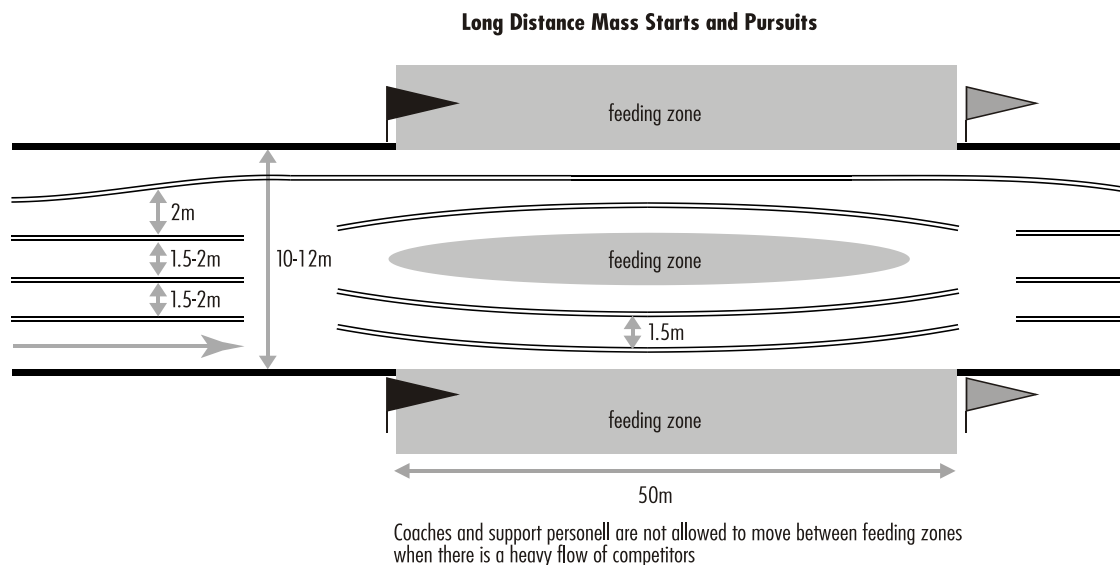 Long Distance Mass Starts and Pursuits
feeding zone
2m
10-12m
1.5-2m
feeding zone
1.5-2m
1.5m
feeding zone
50m
Coaches and support personell are not allowed to move between feeding zones
when there is a heavy flow of competitors